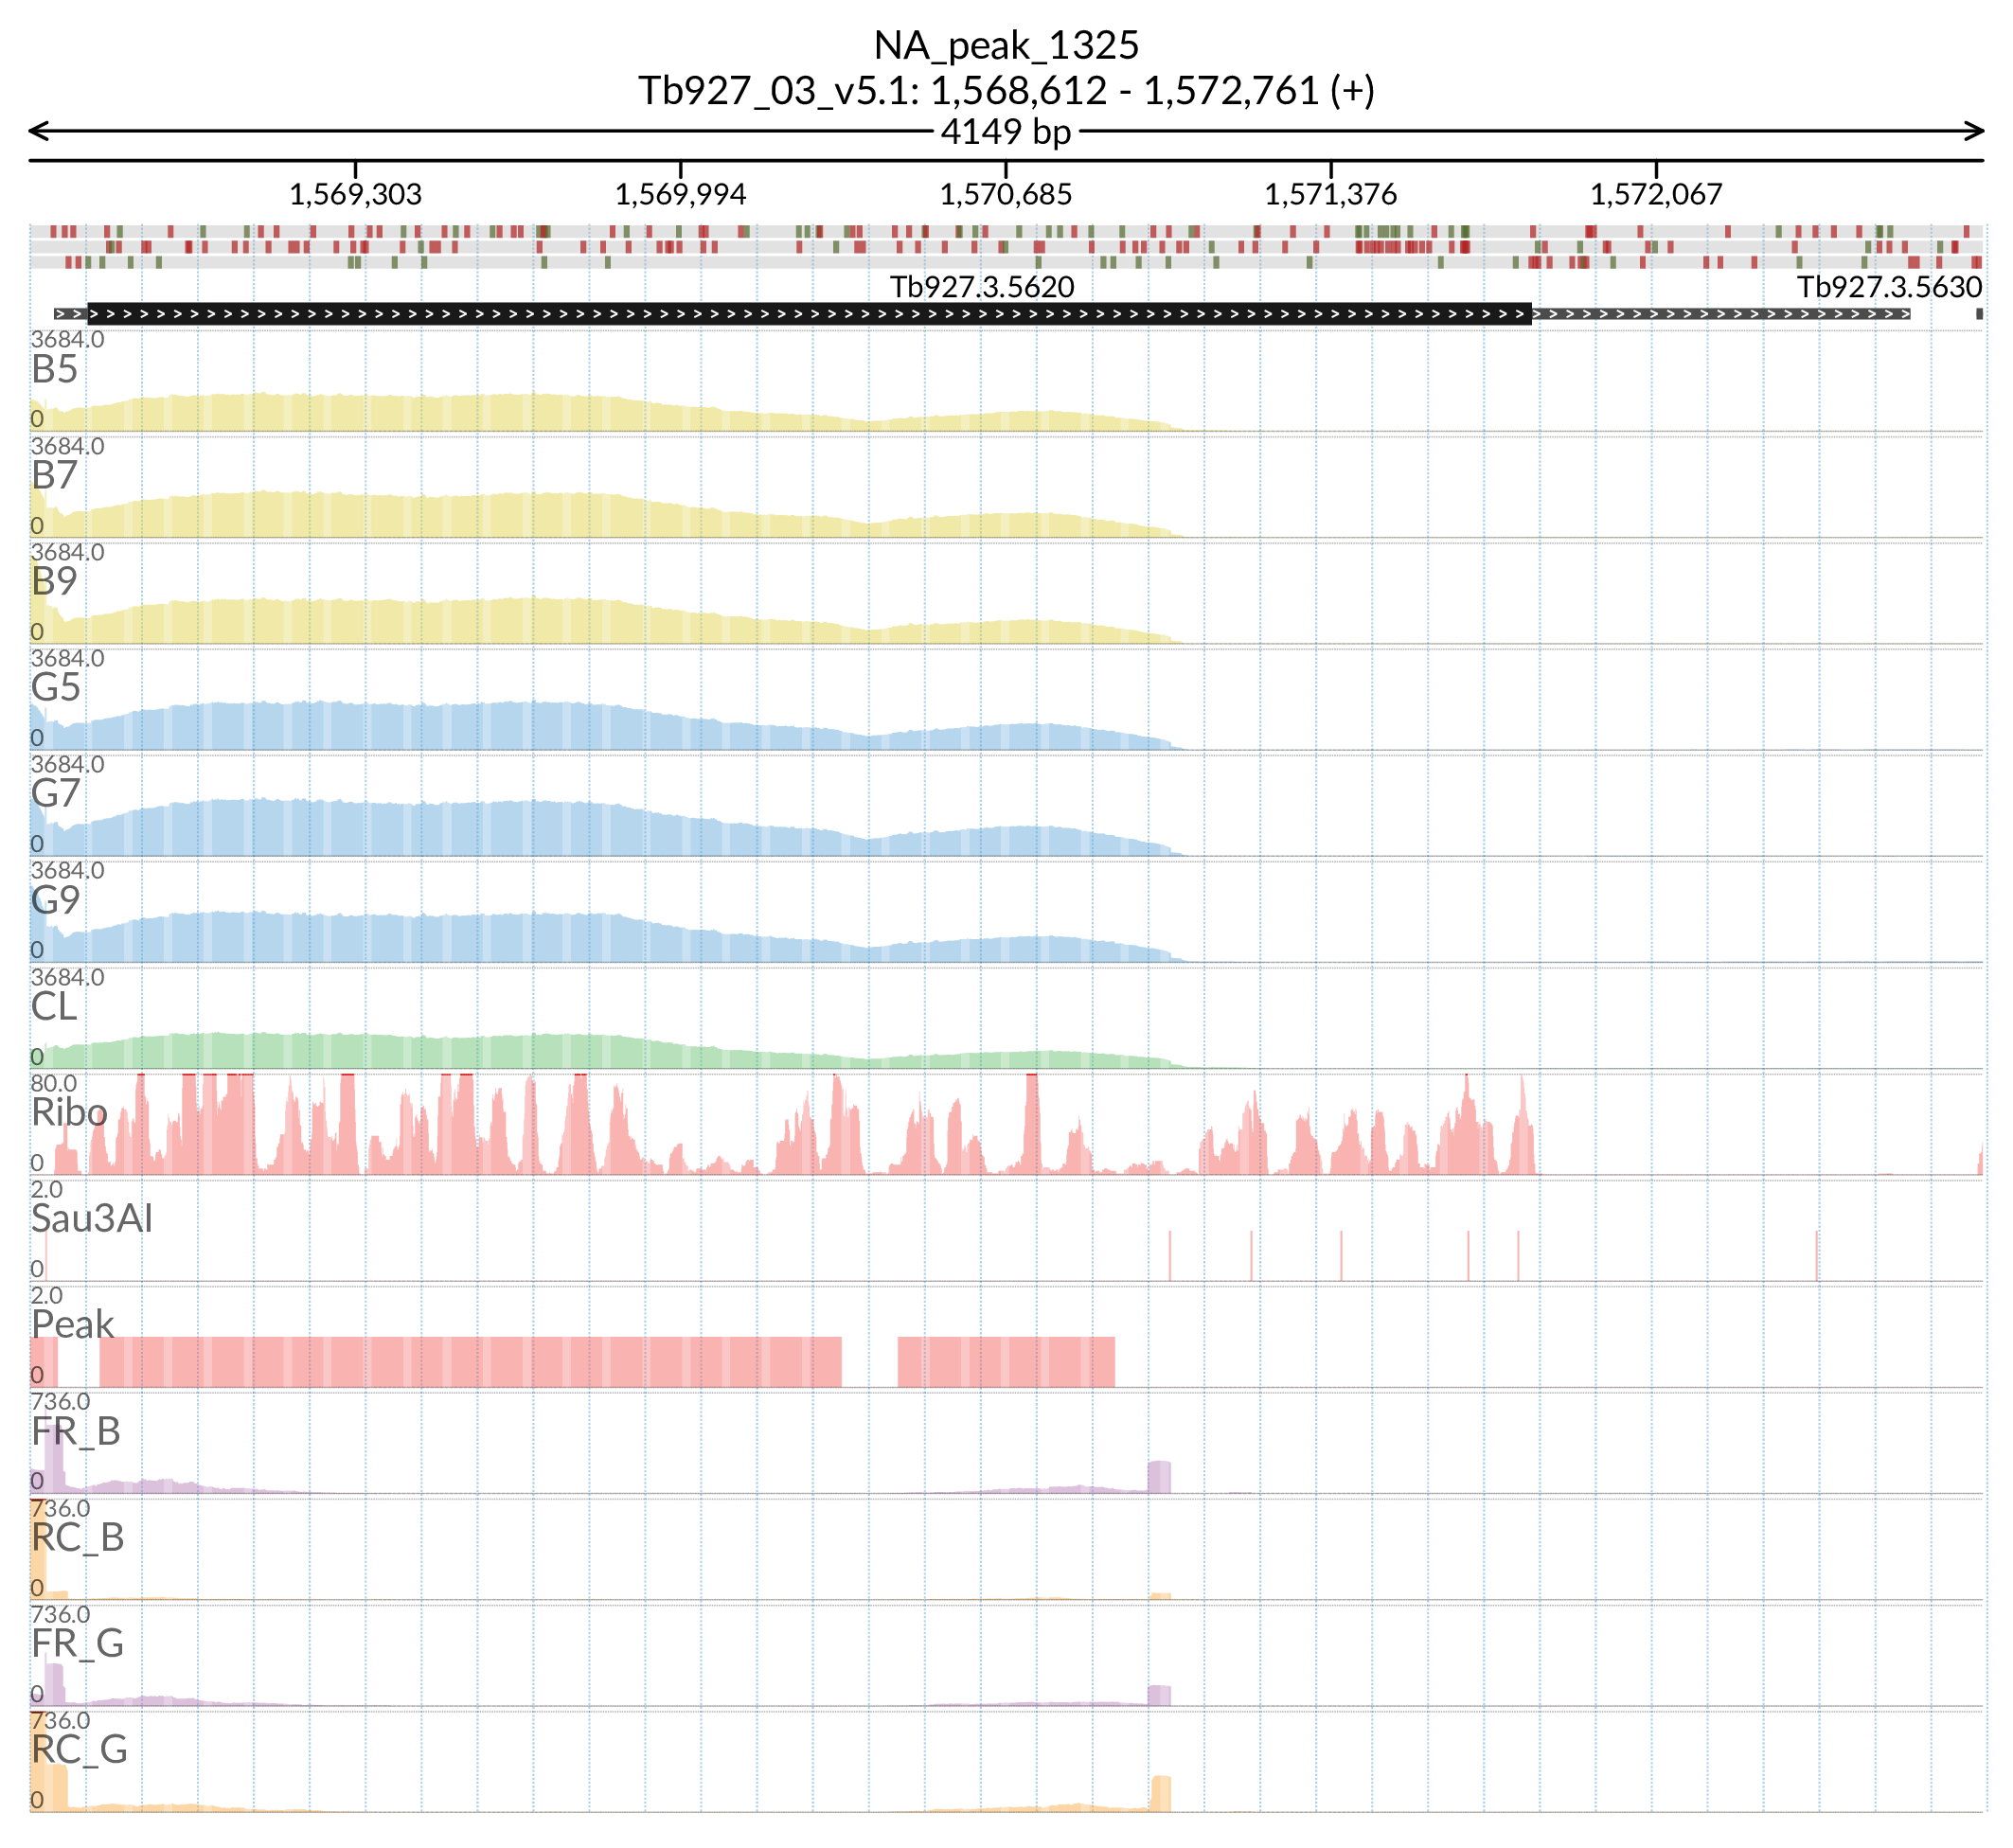 NA_peak_1325
Tb927_03_v5.1: 1,568,612 - 1,572,761 (+)
4149 bp
1,569,303 1,569,994 1,570,685 1,571,376 1,572,067
Tb927.3.5620 Tb927.3.5630
3684.0
B5
0
3684.0
B7
0
3684.0
B9
0
3684.0
G5
0
3684.0
G7
0
3684.0
G9
0
3684.0
CL
0
80.0
Ribo
0
2.0
Sau3AI
0
2.0
Peak
0
736.0
FR_B
0
736.0
RC_B
0
736.0
FR_G
0
736.0
RC_G
0